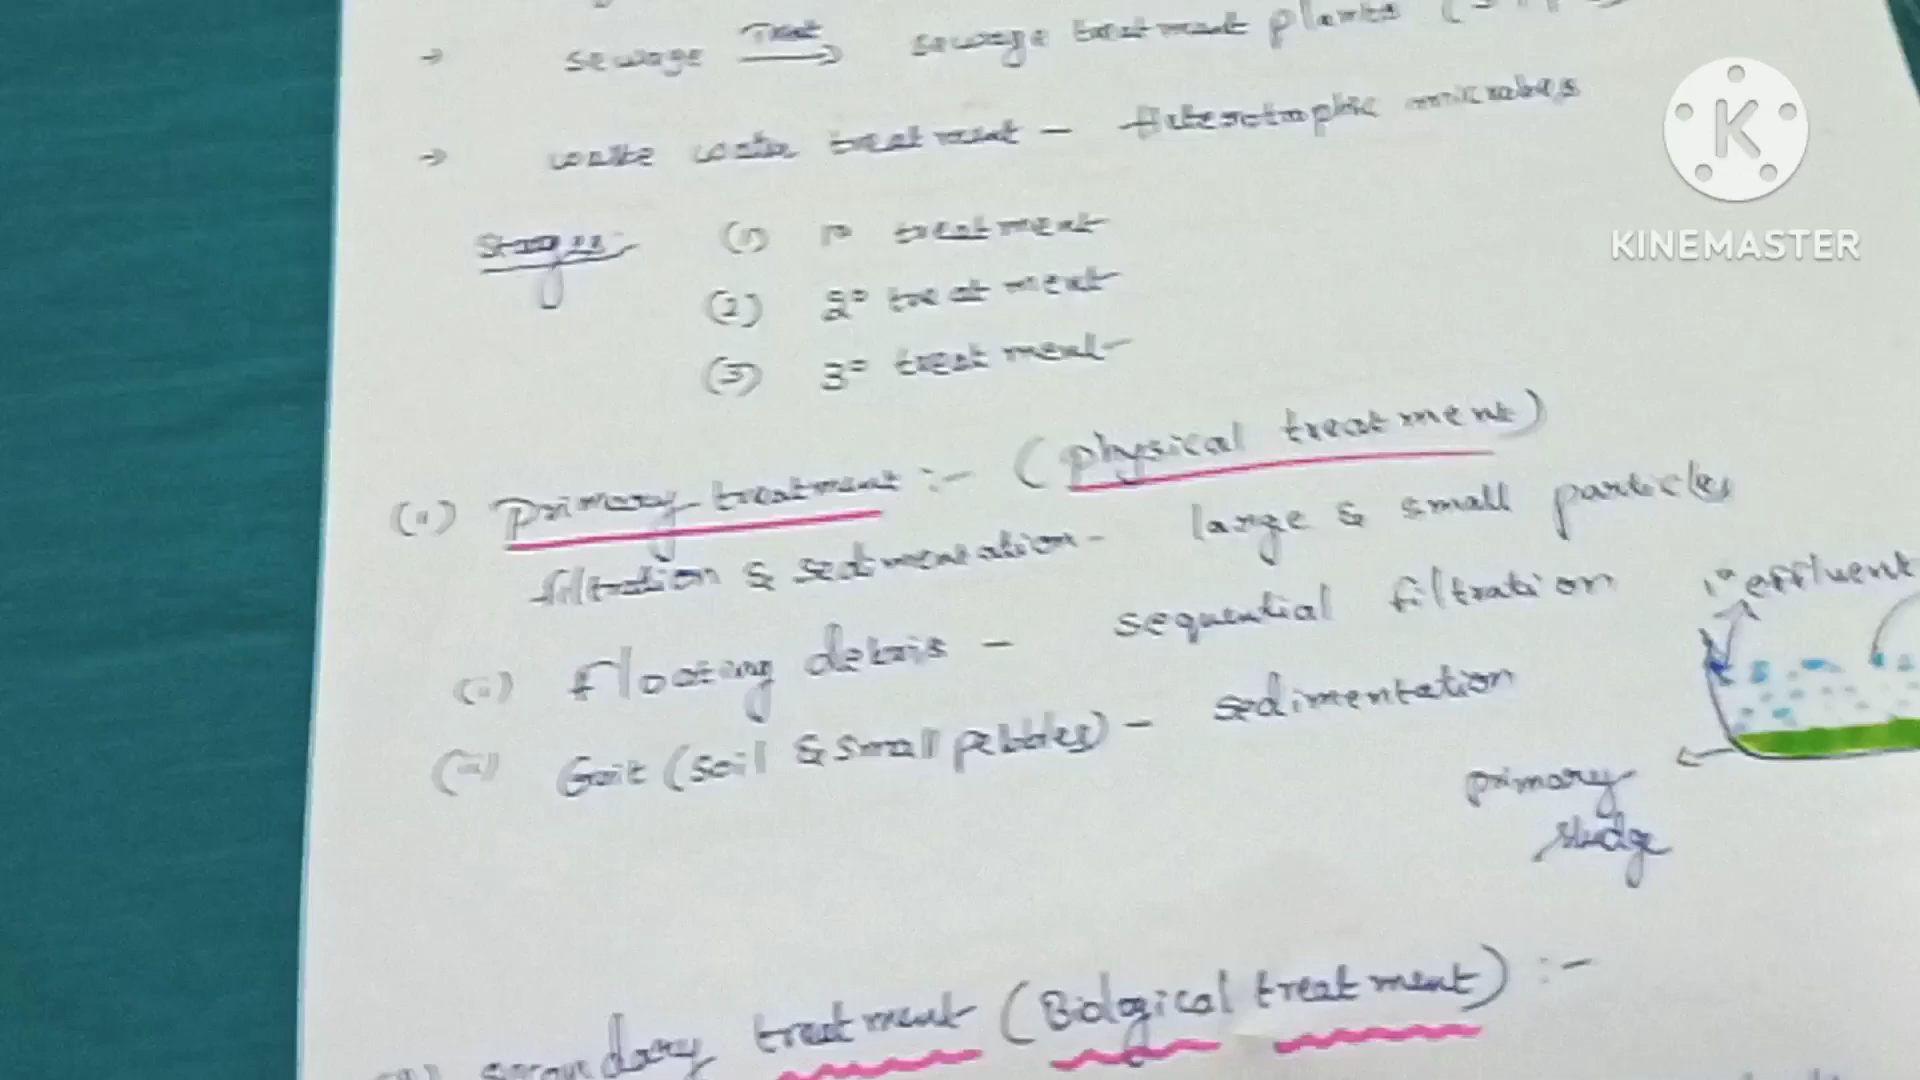 → sewage Treat → sewage treatment plants (STP
→ waste water treatment – Heterotrophic microbes
Stages:- (1) 1° treatment
(2) 2° treatment
(3) 3° treatment
(1) Primary treatment :- (physical treatment)
filtration & sedimentation - large & small particles
(i) floating debris – sequential filtration
(ii) Grit (soil & small pebbles) – sedimentation
1° effluent
primary
sludge
secondary treatment (Biological treatment) :-
K
KINEMASTER